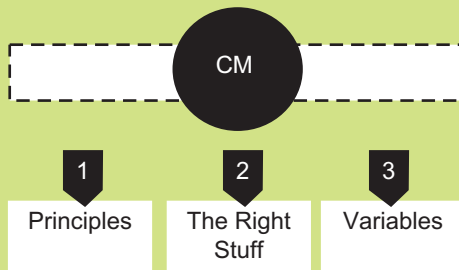 CM
1
2
3
Principles
The Right
Stuff
Variables